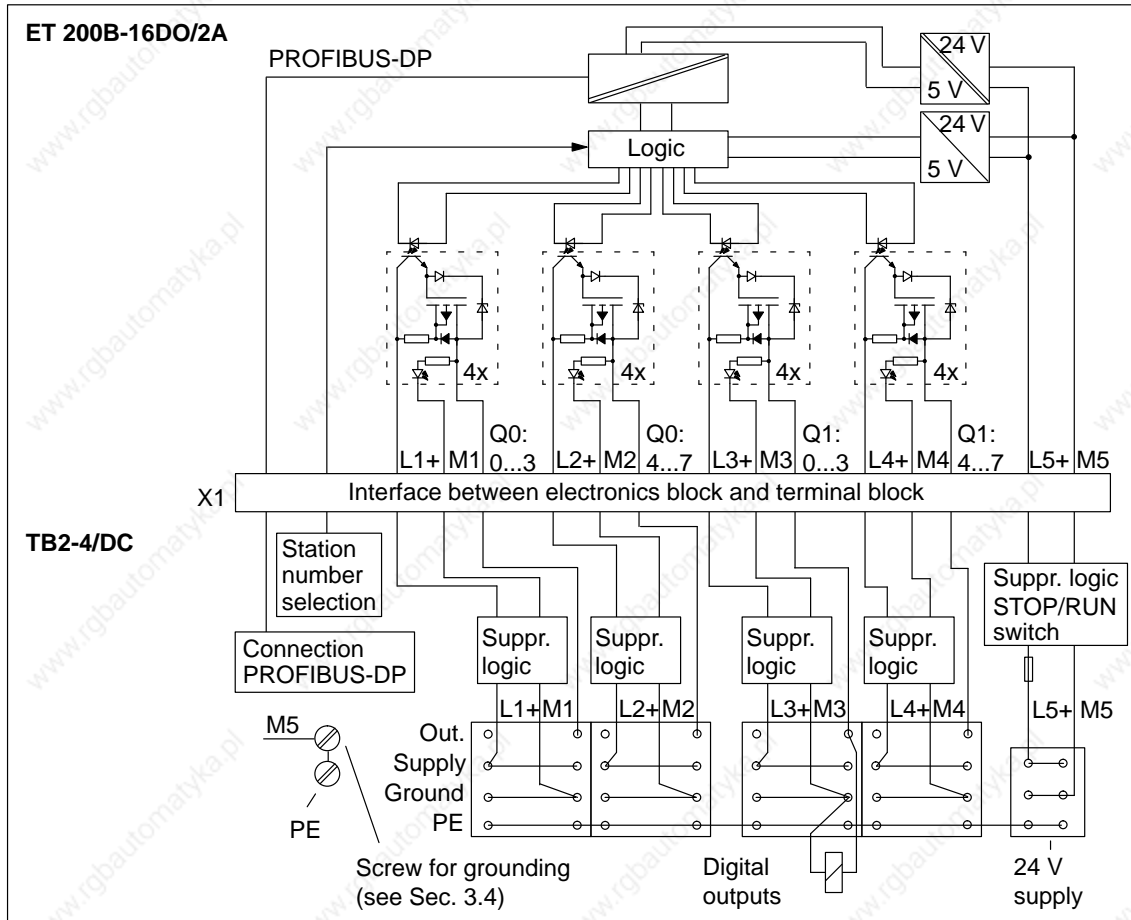 ET 200B-16DO/2A
PROFIBUS-DP
24 V
5 V
24 V
5 V
Logic
4x
4x
4x
4x
Q0:
Q0:
Q1:
Q1:
L1+ M1 0...3 L2+ M2 4...7 L3+ M3 0...3 L4+ M4 4...7 L5+ M5
X1
Interface between electronics block and terminal block
TB2-4/DC
Station
number
selection
Suppr. logic
STOP/RUN
switch
Connection
PROFIBUS-DP
Suppr.
logic
Suppr.
logic
Suppr.
logic
Suppr.
logic
L1+ M1 L2+ M2 L3+ M3 L4+ M4 L5+ M5
M5
Out.
Supply
Ground
PE
PE
Screw for grounding
(see Sec. 3.4)
Digital
outputs
24 V
supply
www.rgbautomatyka.pl